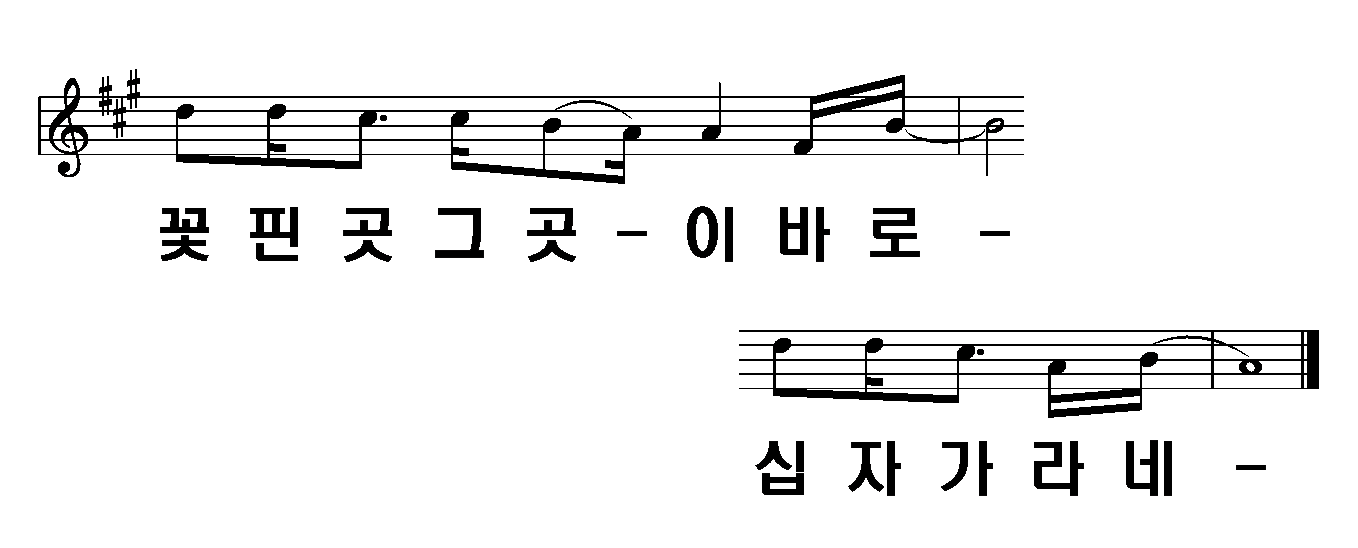 꽃 핀 곳 그 곳 - 이 바 로 -
십 자 가 라 네 -